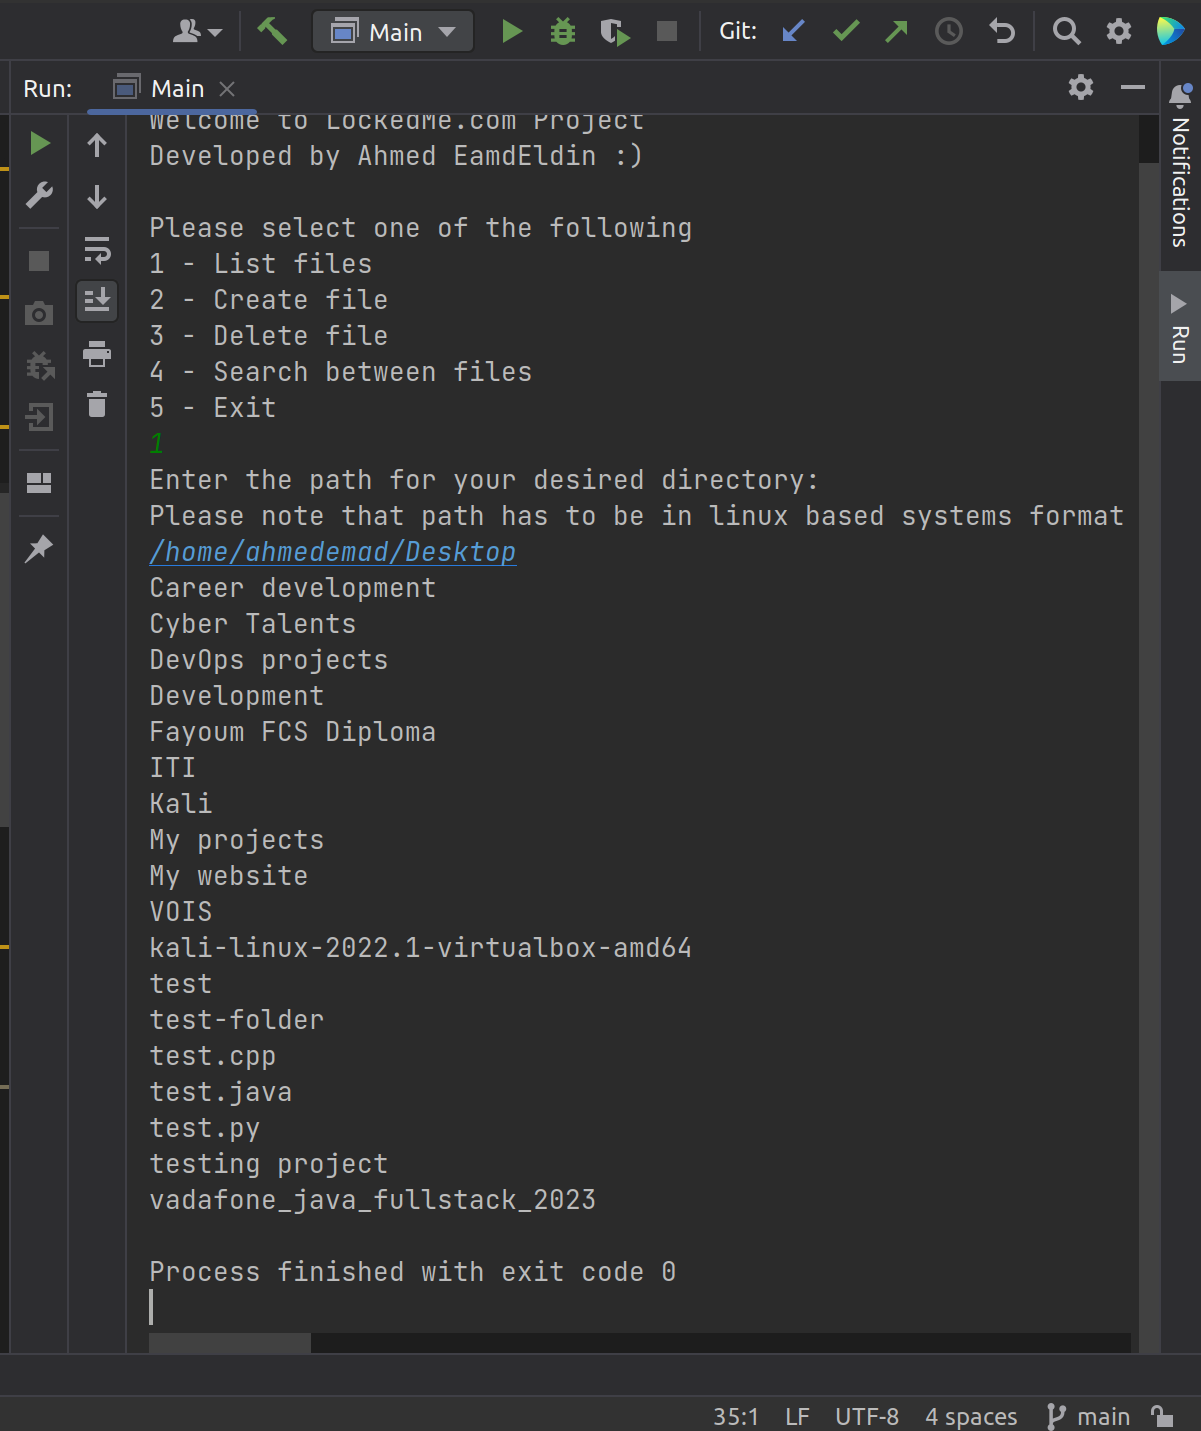 Main
Git:
Run:
Main
Notifications
Run
Welcome to LockedMe.com Project
Developed by Ahmed EamdEldin :)
Please select one of the following
1 - List files
2 - Create file
3 - Delete file
4 - Search between files
5 - Exit
1
Enter the path for your desired directory:
Please note that path has to be in linux based systems format
/home/ahmedemad/Desktop
Career development
Cyber Talents
DevOps projects
Development
Fayoum FCS Diploma
ITI
Kali
My projects
My website
VOIS
kali-linux-2022.1-virtualbox-amd64
test
test-folder
test.cpp
test.java
test.py
testing project
vadafone_java_fullstack_2023
Process finished with exit code 0
35:1 LF UTF-8 4 spaces main